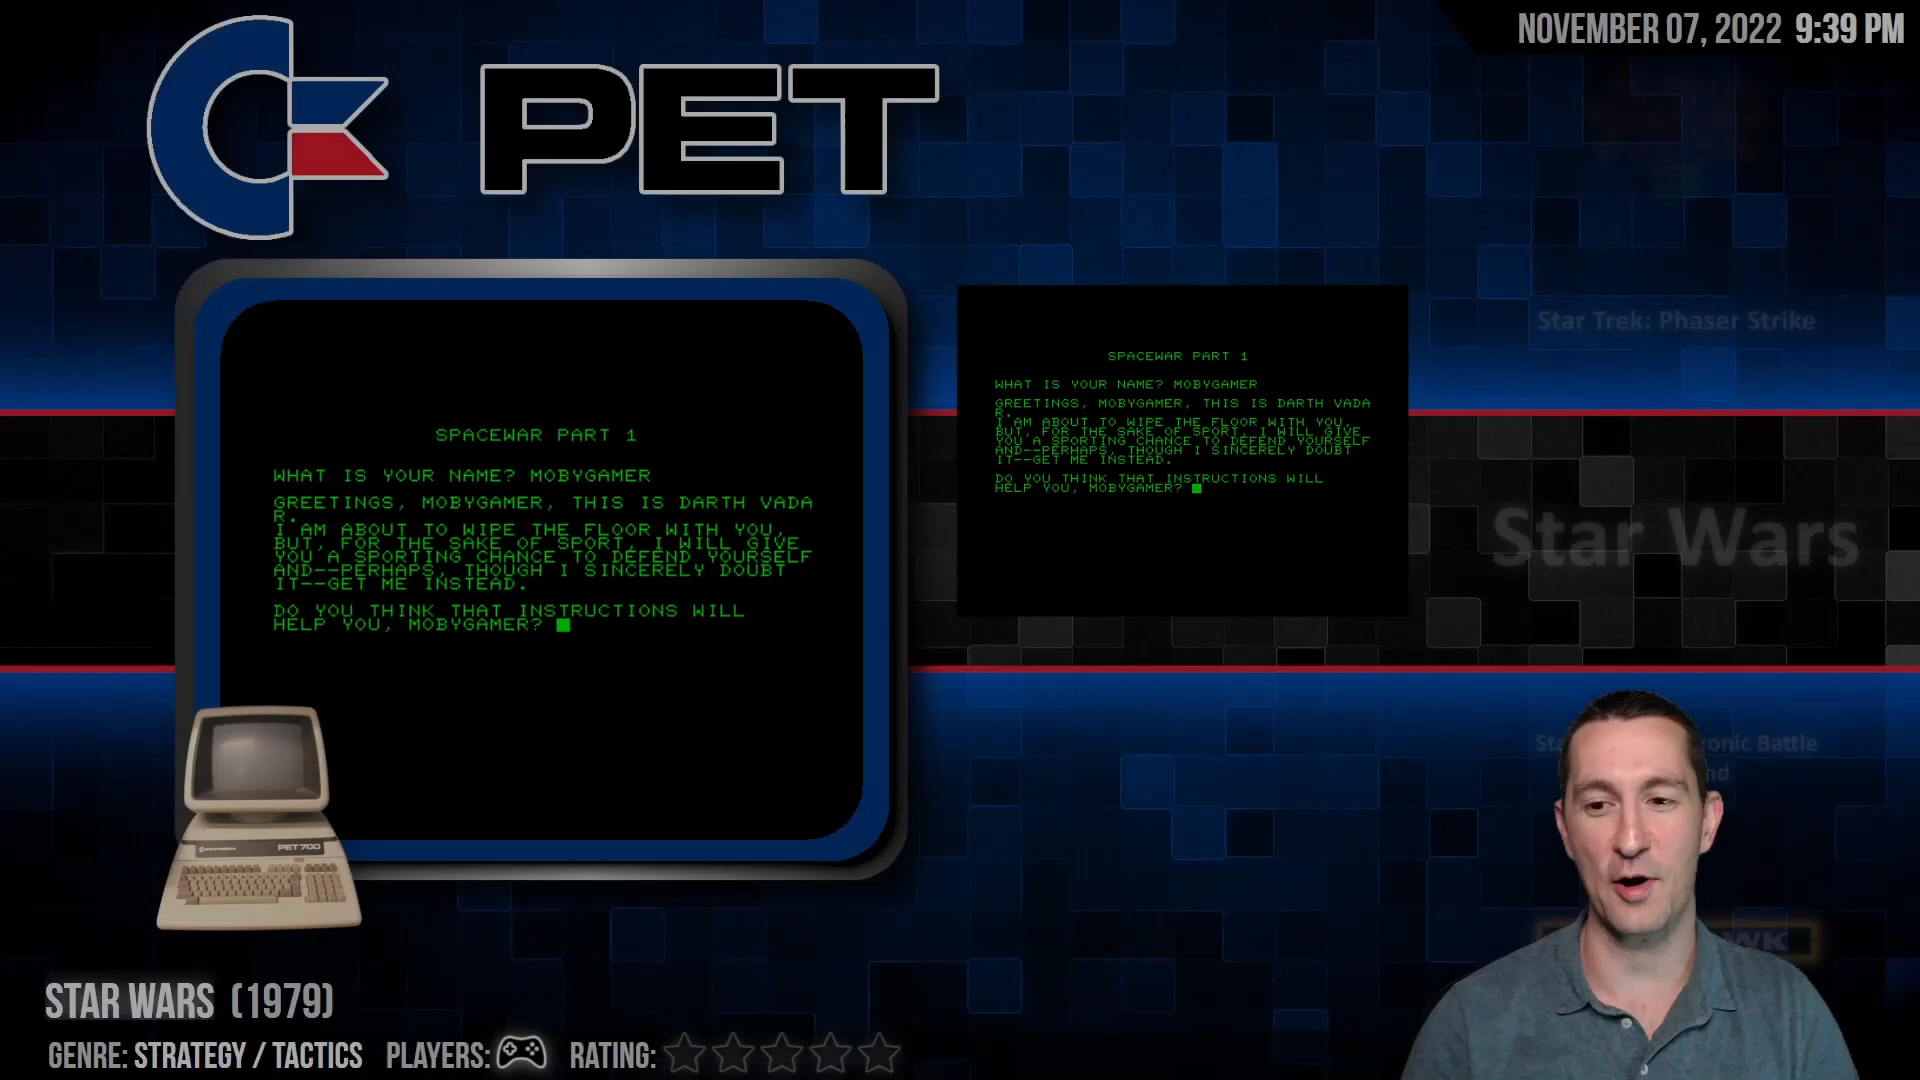 NOVEMBER 07, 2022 9:39 PM
PET
Star Trek: Phaser Strike
SPACEWAR PART 1
WHAT IS YOUR NAME? MOBYGAMER
GREETINGS, MOBYGAMER, THIS IS DARTH VADA
R.
I AM ABOUT TO WIPE THE FLOOR WITH YOU,
BUT, FOR THE SAKE OF SPORT, I WILL GIVE
YOU A SPORTING CHANCE TO DEFEND YOURSELF
AND--PERHAPS, THOUGH I SINCERELY DOUBT
IT--GET ME INSTEAD.
DO YOU THINK THAT INSTRUCTIONS WILL
HELP YOU, MOBYGAMER?
SPACEWAR PART 1
WHAT IS YOUR NAME? MOBYGAMER
GREETINGS, MOBYGAMER, THIS IS DARTH VADA
R.
I AM ABOUT TO WIPE THE FLOOR WITH YOU,
BUT, FOR THE SAKE OF SPORT, I WILL GIVE
YOU A SPORTING CHANCE TO DEFEND YOURSELF
AND--PERHAPS, THOUGH I SINCERELY DOUBT
IT--GET ME INSTEAD.
DO YOU THINK THAT INSTRUCTIONS WILL
HELP YOU, MOBYGAMER?
Star Wars
Battle
commodore PET 700
STAR WARS (1979)
GENRE: STRATEGY / TACTICS PLAYERS: RATING: